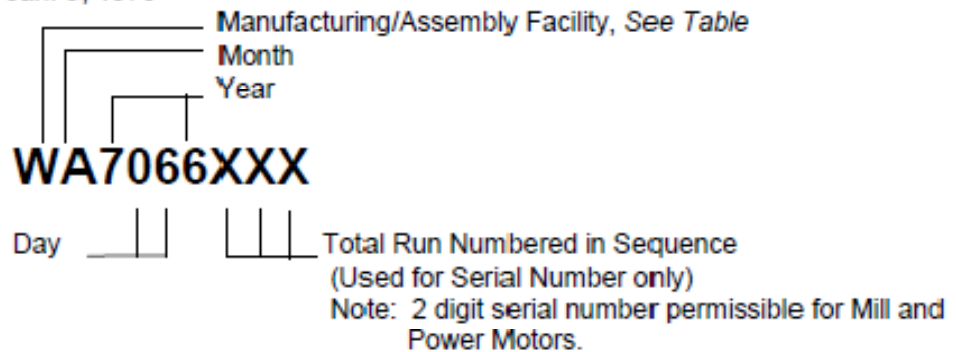 Manufacturing/Assembly Facility, See Table
Month
Year
WA7066XXX
Day
Total Run Numbered in Sequence
(Used for Serial Number only)
Note: 2 digit serial number permissible for Mill and
Power Motors.